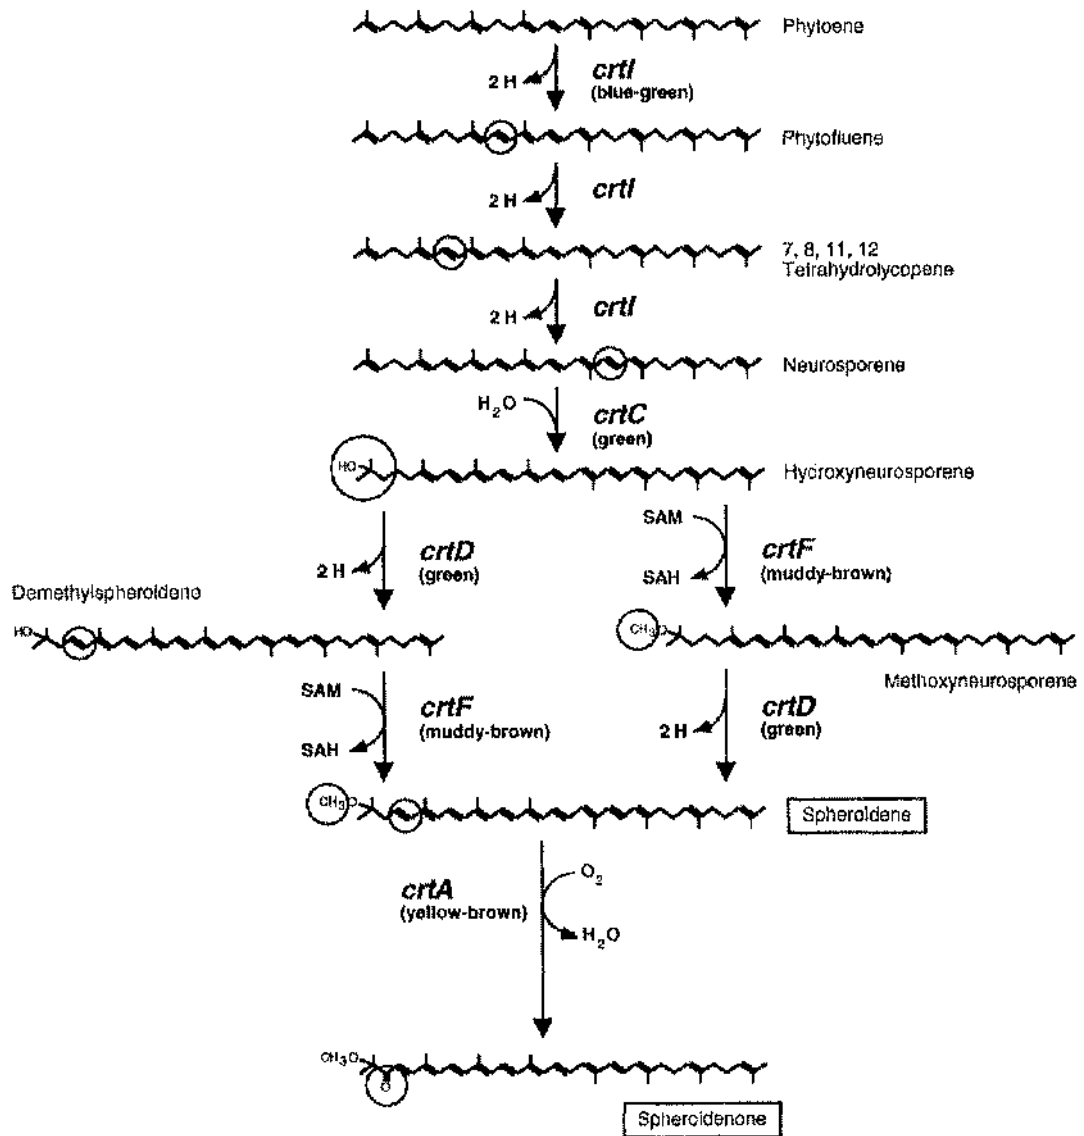 Phytoene
2 H
crtI
(blue-green)
Phytofluene
2 H
crtI
7, 8, 11, 12
Tetrahydrolycopene
2 H
crtI
Neurosporene
H2O
crtC
(green)
HO
Hydroxyneurosporene
SAM
crtD
(green)
2 H
crtF
(muddy-brown)
SAH
Demethylspheroidene
HO
CH3O
Methoxyneurosporene
SAM
crtF
(muddy-brown)
SAH
crtD
(green)
2 H
CH3O
Spheroidene
crtA
(yellow-brown)
O2
H2O
CH3O
O
Spheroidenone